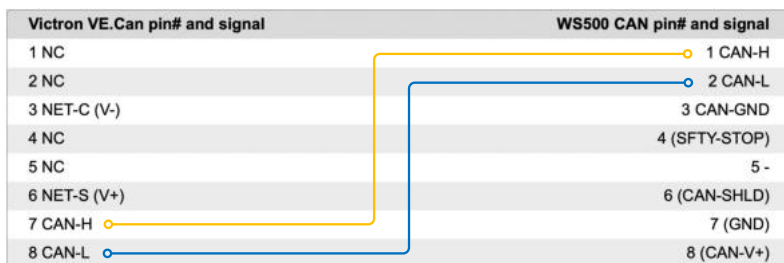 Victron VE.Can pin# and signal WS500 CAN pin# and signal
1 NC 1 CAN-H
2 NC 2 CAN-L
3 NET-C (V-) 3 CAN-GND
4 NC 4 (SFTY-STOP)
5 NC 5 -
6 NET-S (V+) 6 (CAN-SHLD)
7 CAN-H 7 (GND)
8 CAN-L 8 (CAN-V+)